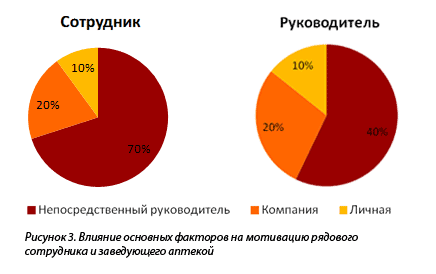 Сотрудник
10%
20%
70%
Руководитель
10%
20%
40%
Непосредственный руководитель Компания Личная
Рисунок 3. Влияние основных факторов на мотивацию рядового
сотрудника и заведующего аптекой